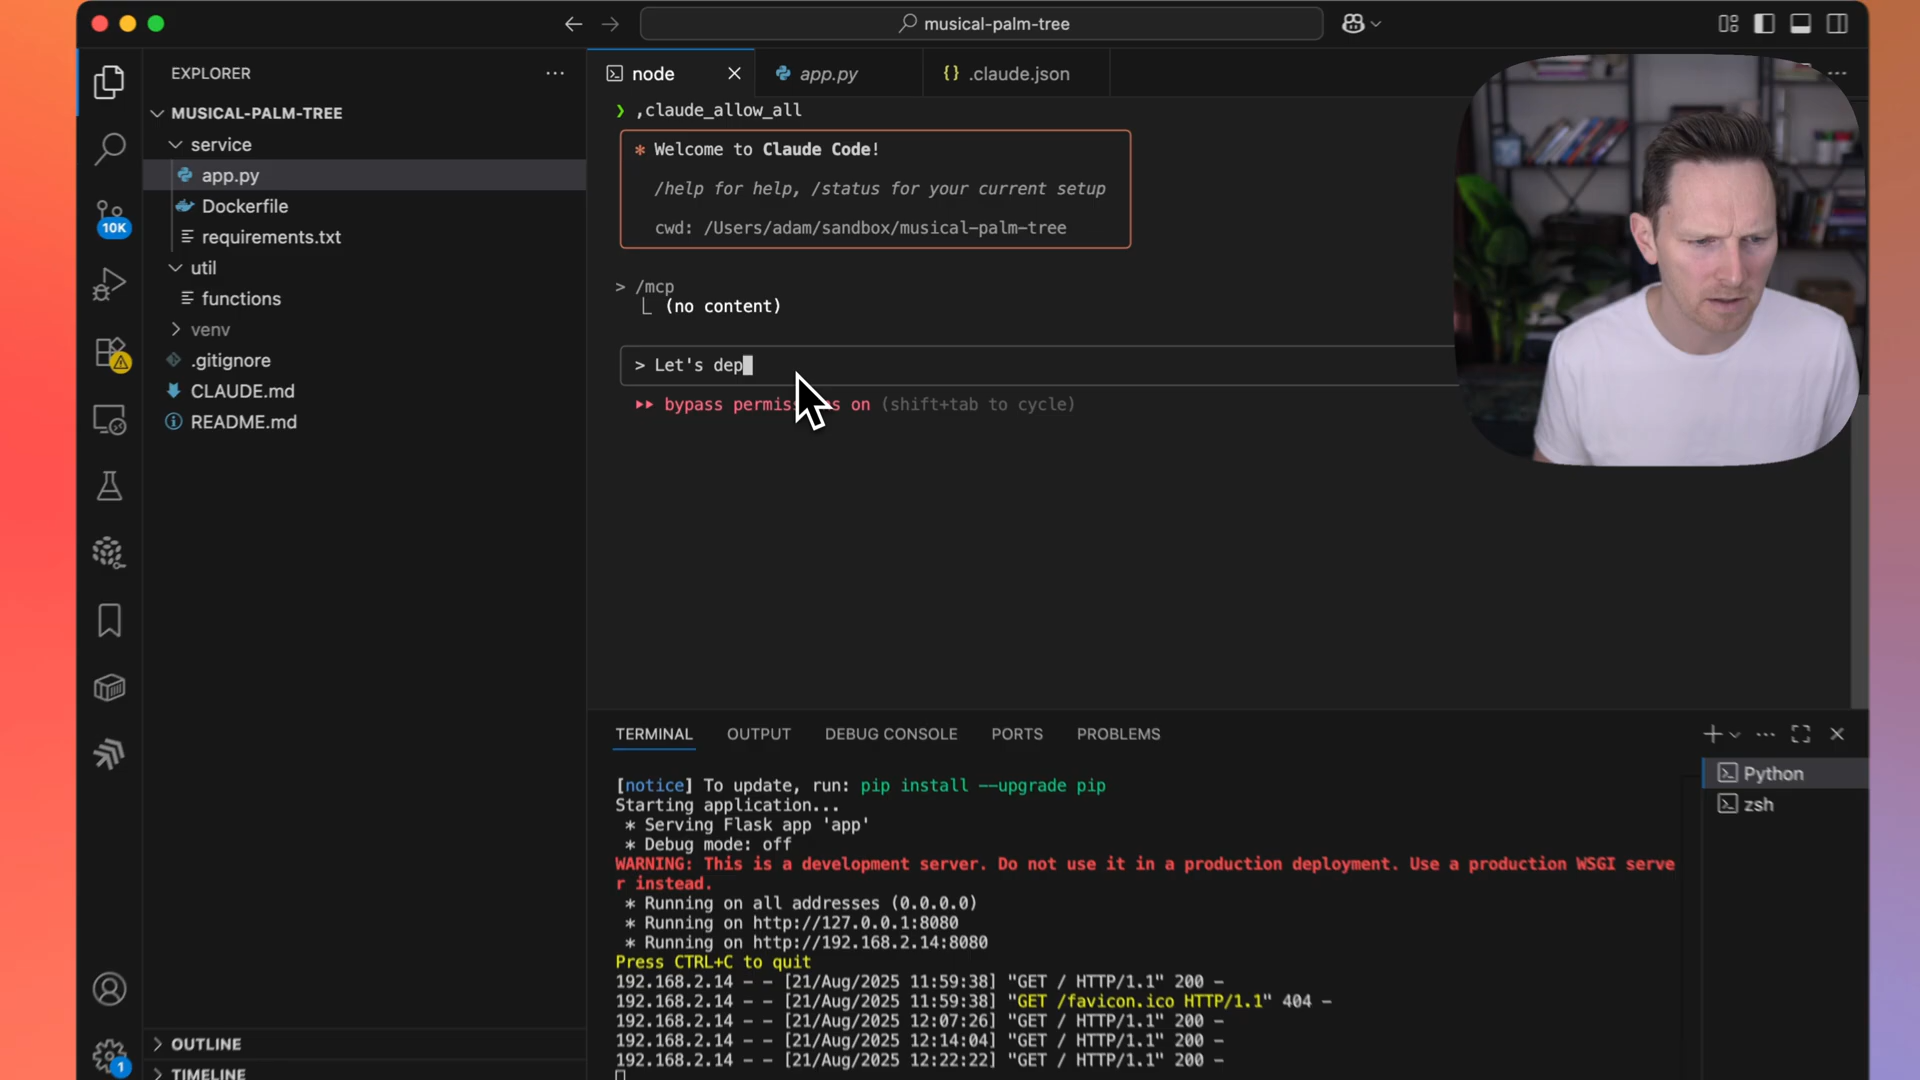 musical-palm-tree
EXPLORER
MUSICAL-PALM-TREE
service
app.py
Dockerfile
requirements.txt
util
functions
venv
.gitignore
CLAUDE.md
README.md
OUTLINE
TIMELINE
10K
1
node
app.py
{} .claude.json
❯ ,claude_allow_all
* Welcome to Claude Code!
/help for help, /status for your current setup
cwd: /Users/adam/sandbox/musical-palm-tree
> /mcp
⎿ (no content)
> Let's dep
bypass permis s on (shift+tab to cycle)
TERMINAL
OUTPUT
DEBUG CONSOLE
PORTS
PROBLEMS
[notice] To update, run: pip install --upgrade pip
Starting application...
* Serving Flask app 'app'
* Debug mode: off
WARNING: This is a development server. Do not use it in a production deployment. Use a production WSGI serve
r instead.
* Running on all addresses (0.0.0.0)
* Running on http://127.0.0.1:8080
* Running on http://192.168.2.14:8080
Press CTRL+C to quit
192.168.2.14 - - [21/Aug/2025 11:59:38] "GET / HTTP/1.1" 200 -
192.168.2.14 - - [21/Aug/2025 11:59:38] "GET /favicon.ico HTTP/1.1" 404 -
192.168.2.14 - - [21/Aug/2025 12:07:26] "GET / HTTP/1.1" 200 -
192.168.2.14 - - [21/Aug/2025 12:14:04] "GET / HTTP/1.1" 200 -
192.168.2.14 - - [21/Aug/2025 12:22:22] "GET / HTTP/1.1" 200 -
Python
zsh